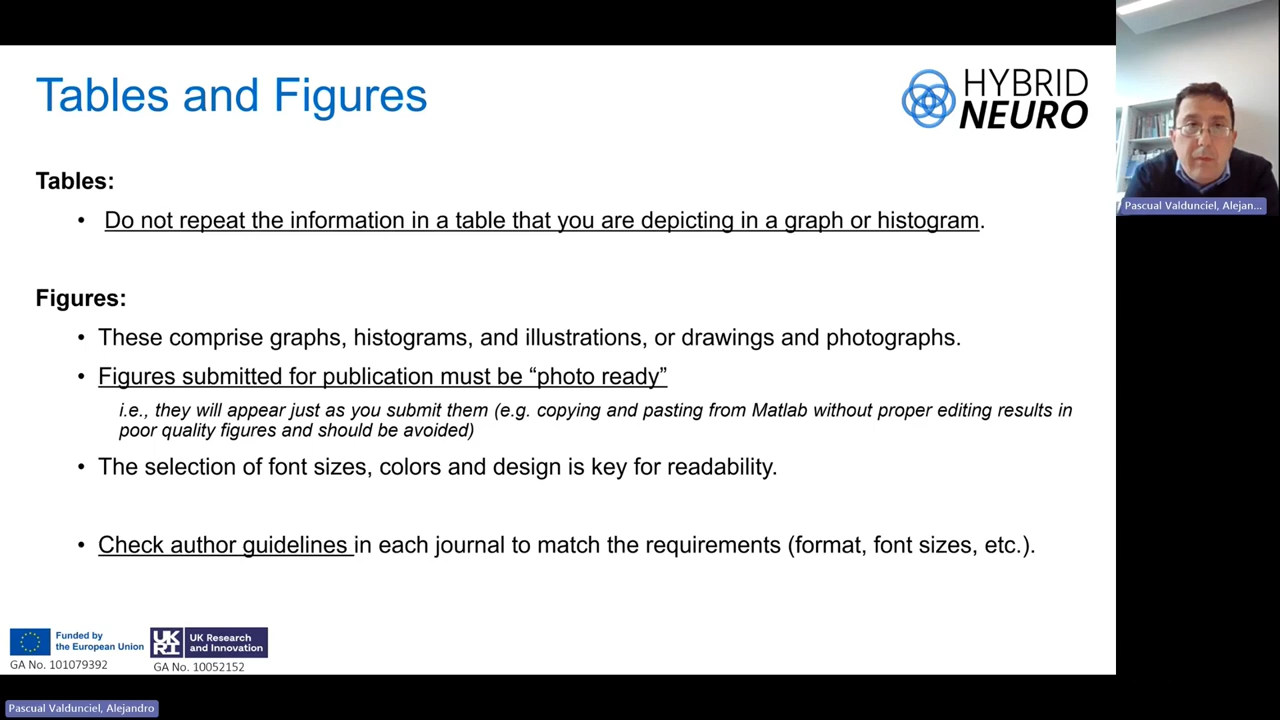 Tables and Figures
HYBRID
NEURO
Tables:
• Do not repeat the information in a table that you are depicting in a graph or histogram.
Figures:
• These comprise graphs, histograms, and illustrations, or drawings and photographs.
• Figures submitted for publication must be “photo ready”
i.e., they will appear just as you submit them (e.g. copying and pasting from Matlab without proper editing results in
poor quality figures and should be avoided)
• The selection of font sizes, colors and design is key for readability.
• Check author guidelines in each journal to match the requirements (format, font sizes, etc.).
Funded by
the European Union
GA No. 101079392
UK
RI
UK Research
and Innovation
GA No. 10052152
Pascual Valdunciel, Alejan...
Pascual Valdunciel, Alejandro